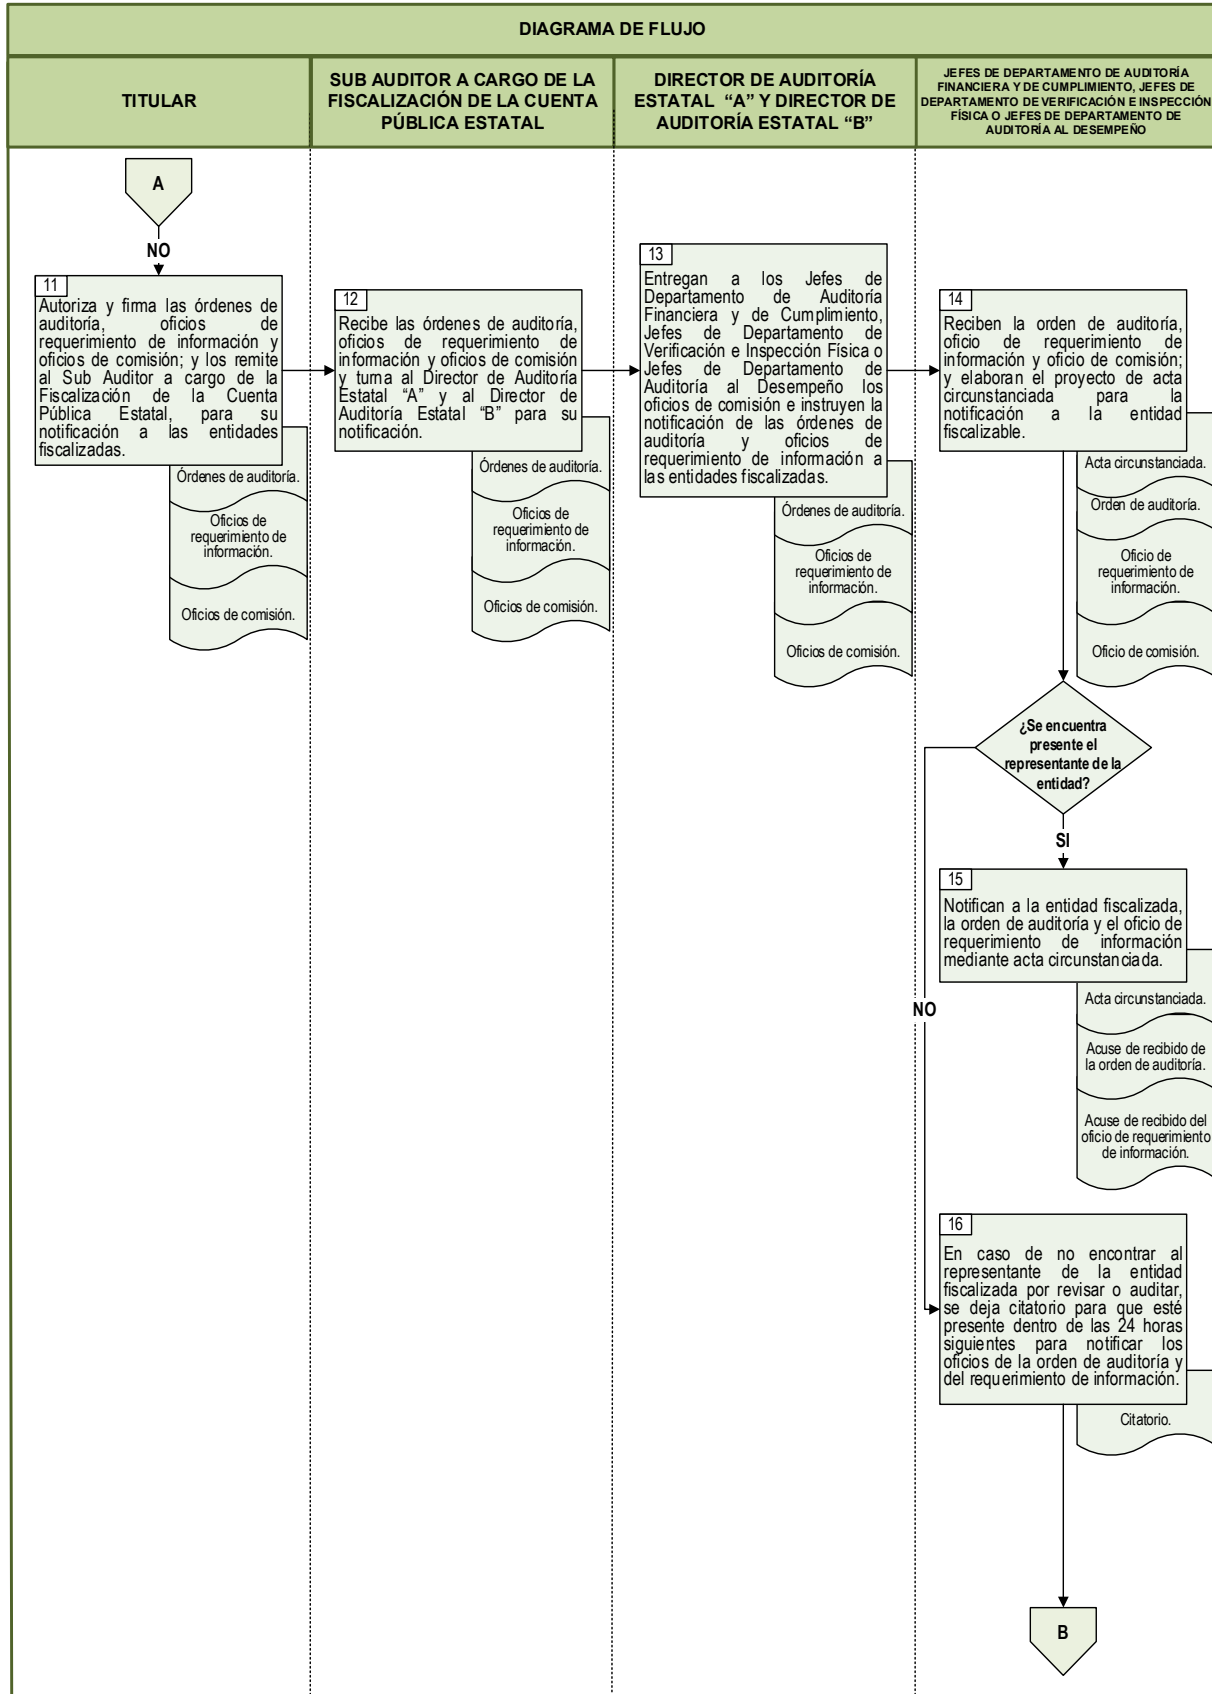 DIAGRAMA DE FLUJO
TITULAR
SUB AUDITOR A CARGO DE LA
FISCALIZACIÓN DE LA CUENTA
PÚBLICA ESTATAL
DIRECTOR DE AUDITORÍA
ESTATAL “A” Y DIRECTOR DE
AUDITORÍA ESTATAL “B”
JEFES DE DEPARTAMENTO DE AUDITORÍA
FINANCIERA Y DE CUMPLIMIENTO, JEFES DE
DEPARTAMENTO DE VERIFICACIÓN E INSPECCIÓN
FÍSICA O JEFES DE DEPARTAMENTO DE
AUDITORÍA AL DESEMPEÑO
A
NO
11
Autoriza y firma las órdenes de
auditoría, oficios de
requerimiento de información y
oficios de comisión; y los remite
al Sub Auditor a cargo de la
Fiscalización de la Cuenta
Pública Estatal, para su
notificación a las entidades
fiscalizadas.
Órdenes de auditoría.
Oficios de
requerimiento de
información.
Oficios de comisión.
12
Recibe las órdenes de auditoría,
oficios de requerimiento de
información y oficios de comisión
y turna al Director de Auditoría
Estatal “A” y al Director de
Auditoría Estatal “B” para su
notificación.
Órdenes de auditoría.
Oficios de
requerimiento de
información.
Oficios de comisión.
13
Entregan a los Jefes de
Departamento de Auditoría
Financiera y de Cumplimiento,
Jefes de Departamento de
Verificación e Inspección Física o
Jefes de Departamento de
Auditoría al Desempeño los
oficios de comisión e instruyen la
notificación de las órdenes de
auditoría y oficios de
requerimiento de información a
las entidades fiscalizadas.
Órdenes de auditoría.
Oficios de
requerimiento de
información.
Oficios de comisión.
14
Reciben la orden de auditoría,
oficio de requerimiento de
información y oficio de comisión;
y elaboran el proyecto de acta
circunstanciada para la
notificación a la entidad
fiscalizable.
Acta circunstanciada.
Orden de auditoría.
Oficio de
requerimiento de
información.
Oficio de comisión.
¿Se encuentra
presente el
representante de la
entidad?
SI
15
Notifican a la entidad fiscalizada,
la orden de auditoría y el oficio de
requerimiento de información
mediante acta circunstanciada.
Acta circunstanciada.
Acuse de recibido de
la orden de auditoría.
Acuse de recibido del
oficio de requerimiento
de información.
NO
16
En caso de no encontrar al
representante de la entidad
fiscalizada por revisar o auditar,
se deja citatorio para que esté
presente dentro de las 24 horas
siguientes para notificar los
oficios de la orden de auditoría y
del requerimiento de información.
Citatorio.
B